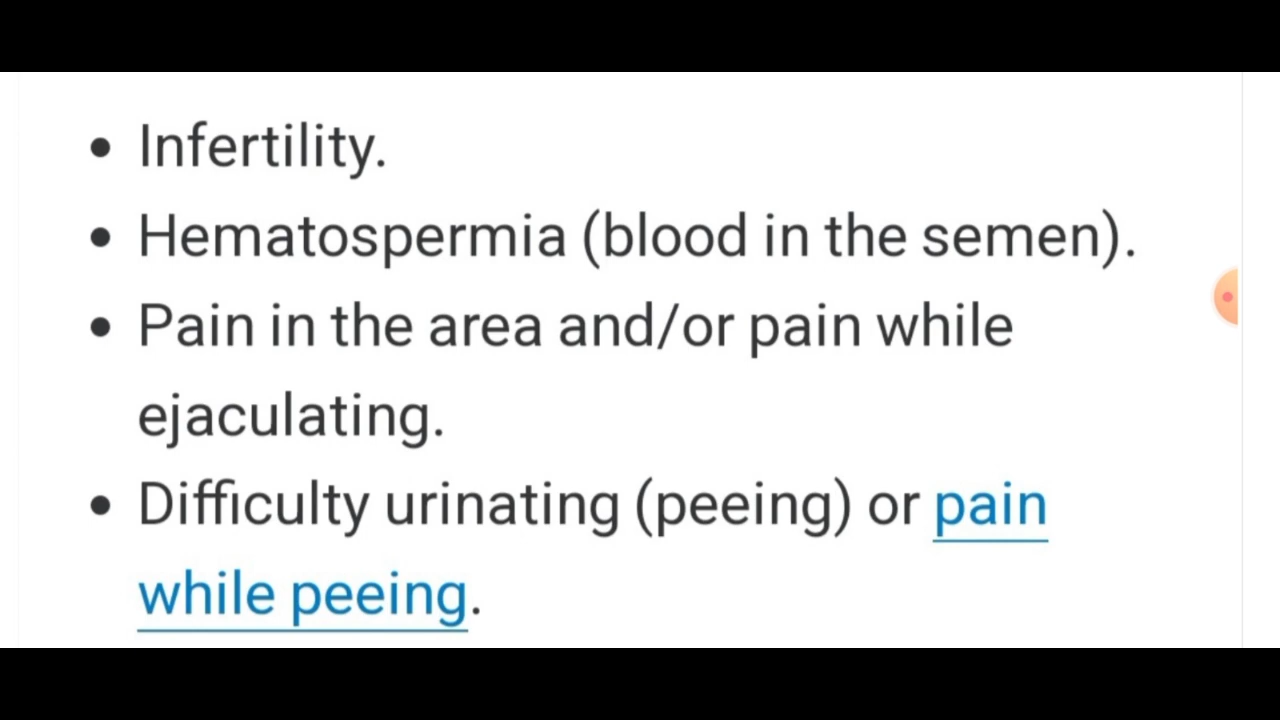 • Infertility.
• Hematospermia (blood in the semen).
• Pain in the area and/or pain while
ejaculating.
• Difficulty urinating (peeing) or pain
while peeing.